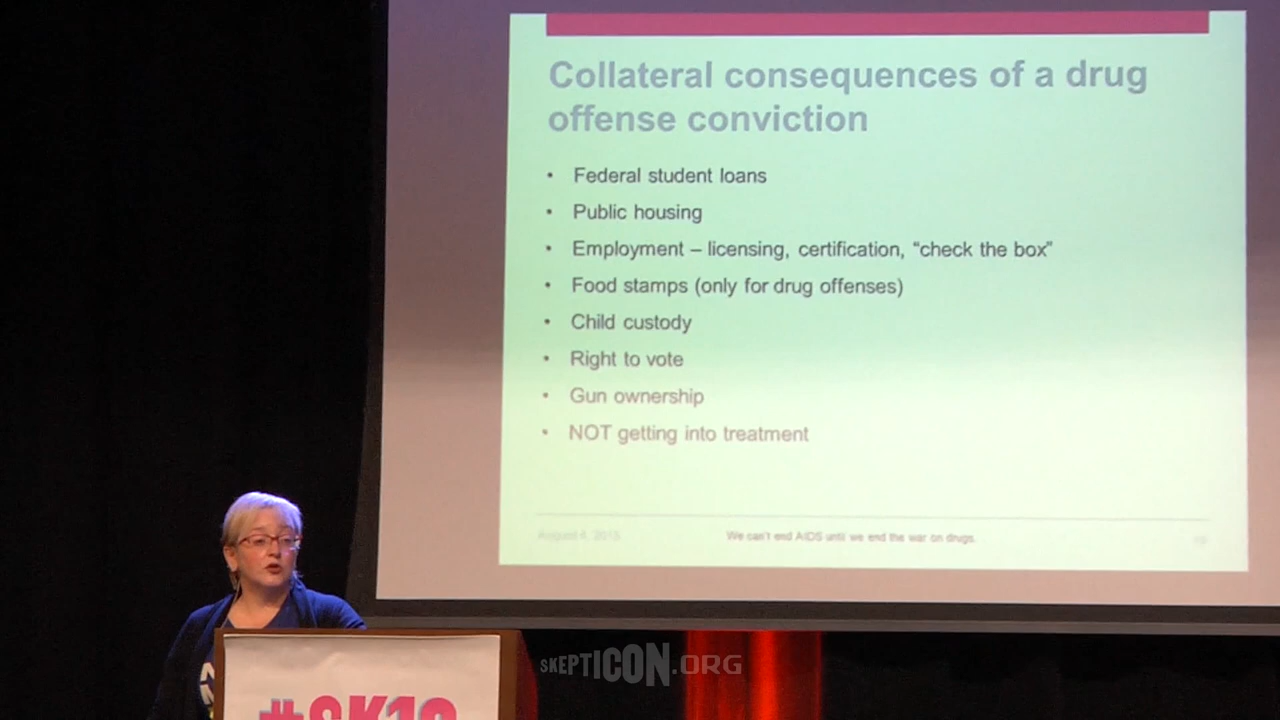 Collateral consequences of a drug
offense conviction
• Federal student loans
• Public housing
• Employment – licensing, certification, “check the box”
• Food stamps (only for drug offenses)
• Child custody
• Right to vote
• Gun ownership
• NOT getting into treatment
We can't end AIDS until we end the war on drugs.
SKEPTICON.ORG